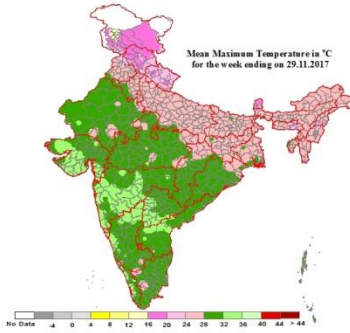 Mean Maximum Temperature in °C
for the week ending on 29.11.2017
No Data -4 0 4 8 12 16 20 24 28 32 36 40 44 > 44